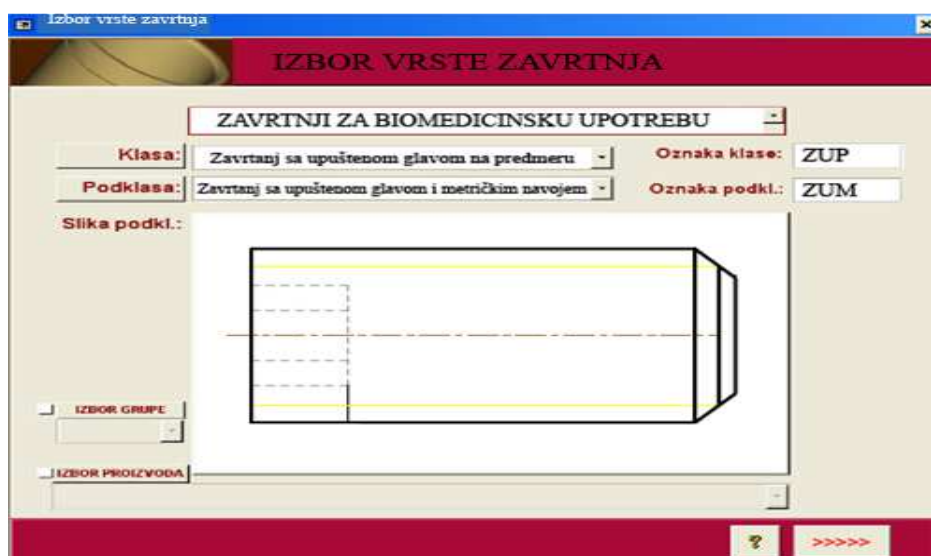 Izbor vrste zavrtnja
IZBOR VRSTE ZAVRTNJA
ZAVRTNJI ZA BIOMEDICINSKU UPOTREBU
Klasa: Zavrtanj sa upuštenom glavom na predmeru Oznaka klase: ZUP
Podklasa: Zavrtanj sa upuštenom glavom i metričkim navojem Oznaka podkl.: ZUM
Slika podkl.:
IZBOR GRUPE
IZBOR PROIZVODA
? >>>>>